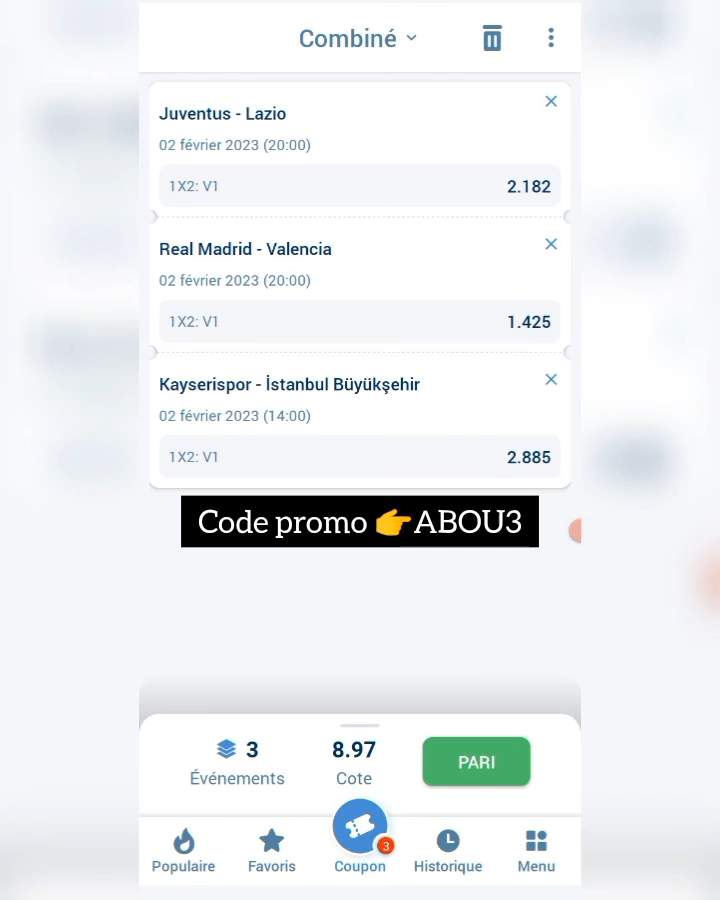 Combiné
Juventus - Lazio
02 février 2023 (20:00)
1X2: V1 2.182
Real Madrid - Valencia
02 février 2023 (20:00)
1X2: V1 1.425
Kayserispor - İstanbul Büyükşehir
02 février 2023 (14:00)
1X2: V1 2.885
Code promo 👉ABOU3
3 8.97 PARI
Événements Cote
3
Populaire Favoris Coupon Historique Menu